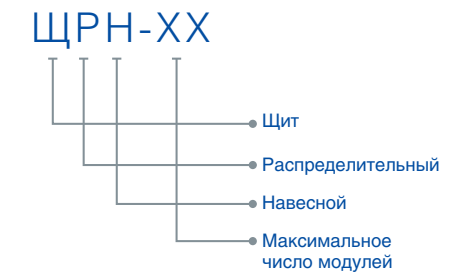 ЩРН-ХХ
Щит
Распределительный
Навесной
Максимальное
число модулей